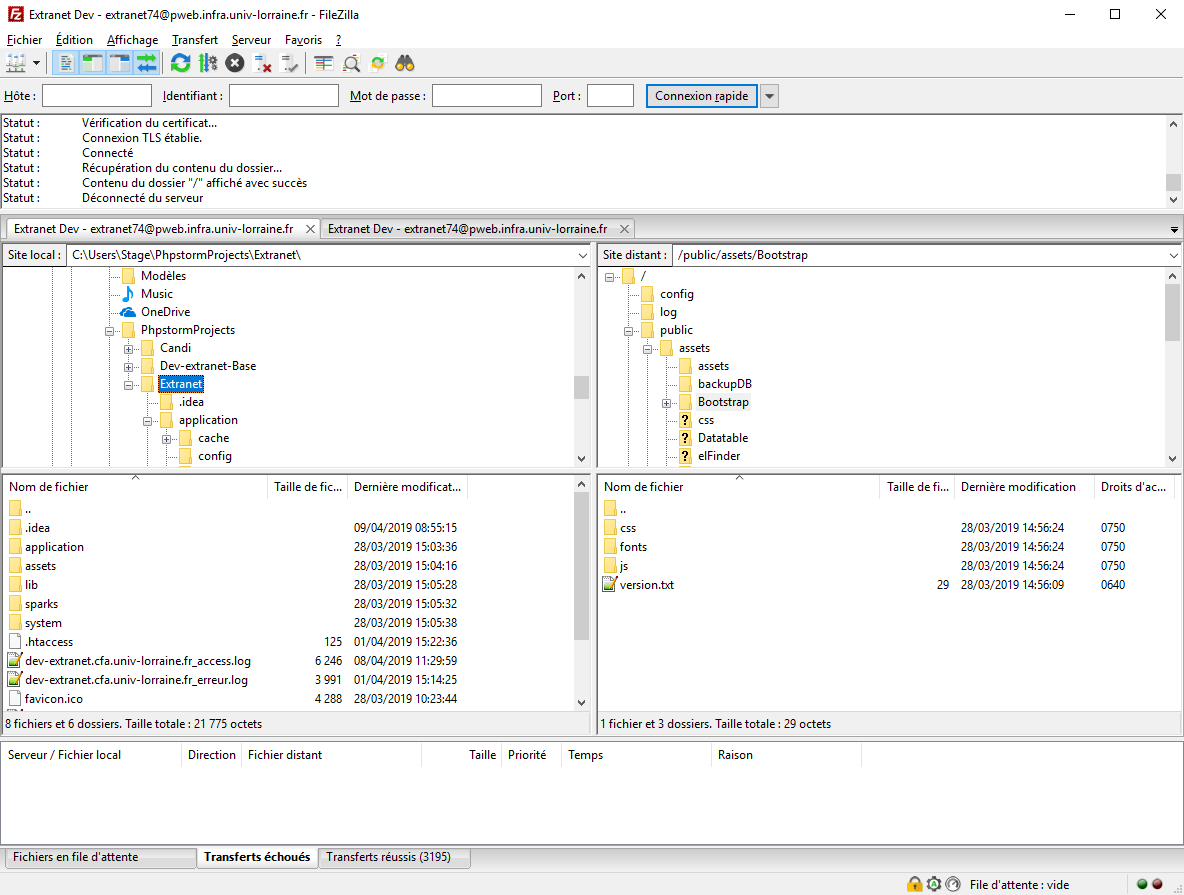 Extranet Dev - extranet74@pweb.infra.univ-lorraine.fr - FileZilla
Fichier Édition Affichage Transfert Serveur Favoris ?
Hôte : Identifiant : Mot de passe : Port : Connexion rapide
Statut : Vérification du certificat...
Statut : Connexion TLS établie.
Statut : Connecté
Statut : Récupération du contenu du dossier...
Statut : Contenu du dossier "/" affiché avec succès
Statut : Déconnecté du serveur
Extranet Dev - extranet74@pweb.infra.univ-lorraine.fr Extranet Dev - extranet74@pweb.infra.univ-lorraine.fr
Site local : C:\Users\Stage\PhpstormProjects\Extranet\
Modèles
Music
OneDrive
PhpstormProjects
Candi
Dev-extranet-Base
Extranet
.idea
application
cache
config
Site distant : /public/assets/Bootstrap
/
config
log
public
assets
assets
backupDB
Bootstrap
? css
? Datatable
? elFinder
Nom de fichier Taille de fic... Dernière modificat...
..
.idea 09/04/2019 08:55:15
application 28/03/2019 15:03:36
assets 28/03/2019 15:04:16
lib 28/03/2019 15:05:28
sparks 28/03/2019 15:05:32
system 28/03/2019 15:05:38
.htaccess 125 01/04/2019 15:22:36
dev-extranet.cfa.univ-lorraine.fr_access.log 6 246 08/04/2019 11:29:59
dev-extranet.cfa.univ-lorraine.fr_erreur.log 3 991 01/04/2019 15:14:25
favicon.ico 4 288 28/03/2019 10:23:44
8 fichiers et 6 dossiers. Taille totale : 21 775 octets
Nom de fichier Taille de fi... Dernière modification Droits d'ac...
..
css 28/03/2019 14:56:24 0750
fonts 28/03/2019 14:56:24 0750
js 28/03/2019 14:56:24 0750
version.txt 29 28/03/2019 14:56:09 0640
1 fichier et 3 dossiers. Taille totale : 29 octets
Serveur / Fichier local Direction Fichier distant Taille Priorité Temps Raison
Fichiers en file d'attente Transferts échoués Transferts réussis (3195)
File d'attente : vide